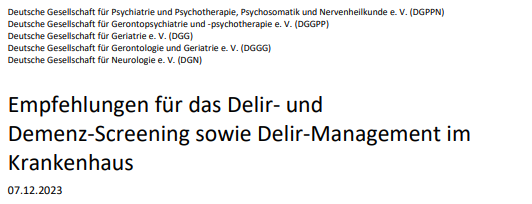 Deutsche Gesellschaft für Psychiatrie und Psychotherapie, Psychosomatik und Nervenheilkunde e. V. (DGPPN)
Deutsche Gesellschaft für Gerontopsychiatrie und -psychotherapie e. V. (DGGPP)
Deutsche Gesellschaft für Geriatrie e. V. (DGG)
Deutsche Gesellschaft für Gerontologie und Geriatrie e. V. (DGGG)
Deutsche Gesellschaft für Neurologie e. V. (DGN)
Empfehlungen für das Delir- und
Demenz-Screening sowie Delir-Management im
Krankenhaus
07.12.2023